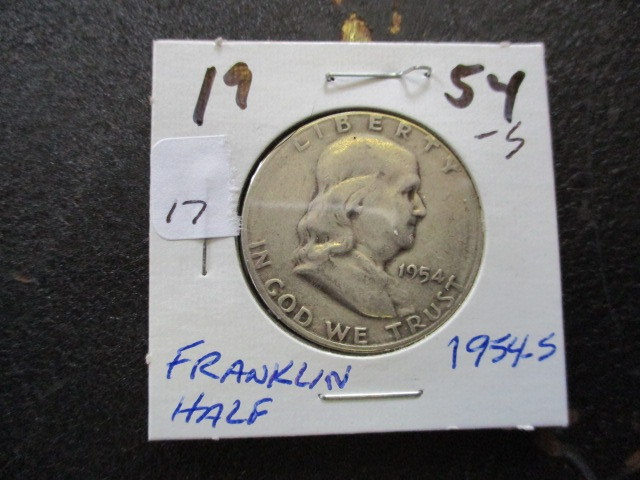 19 54
-S
17
LIBERTY
1954
IN GOD WE TRUST
FRANKLIN
HALF
1954-S